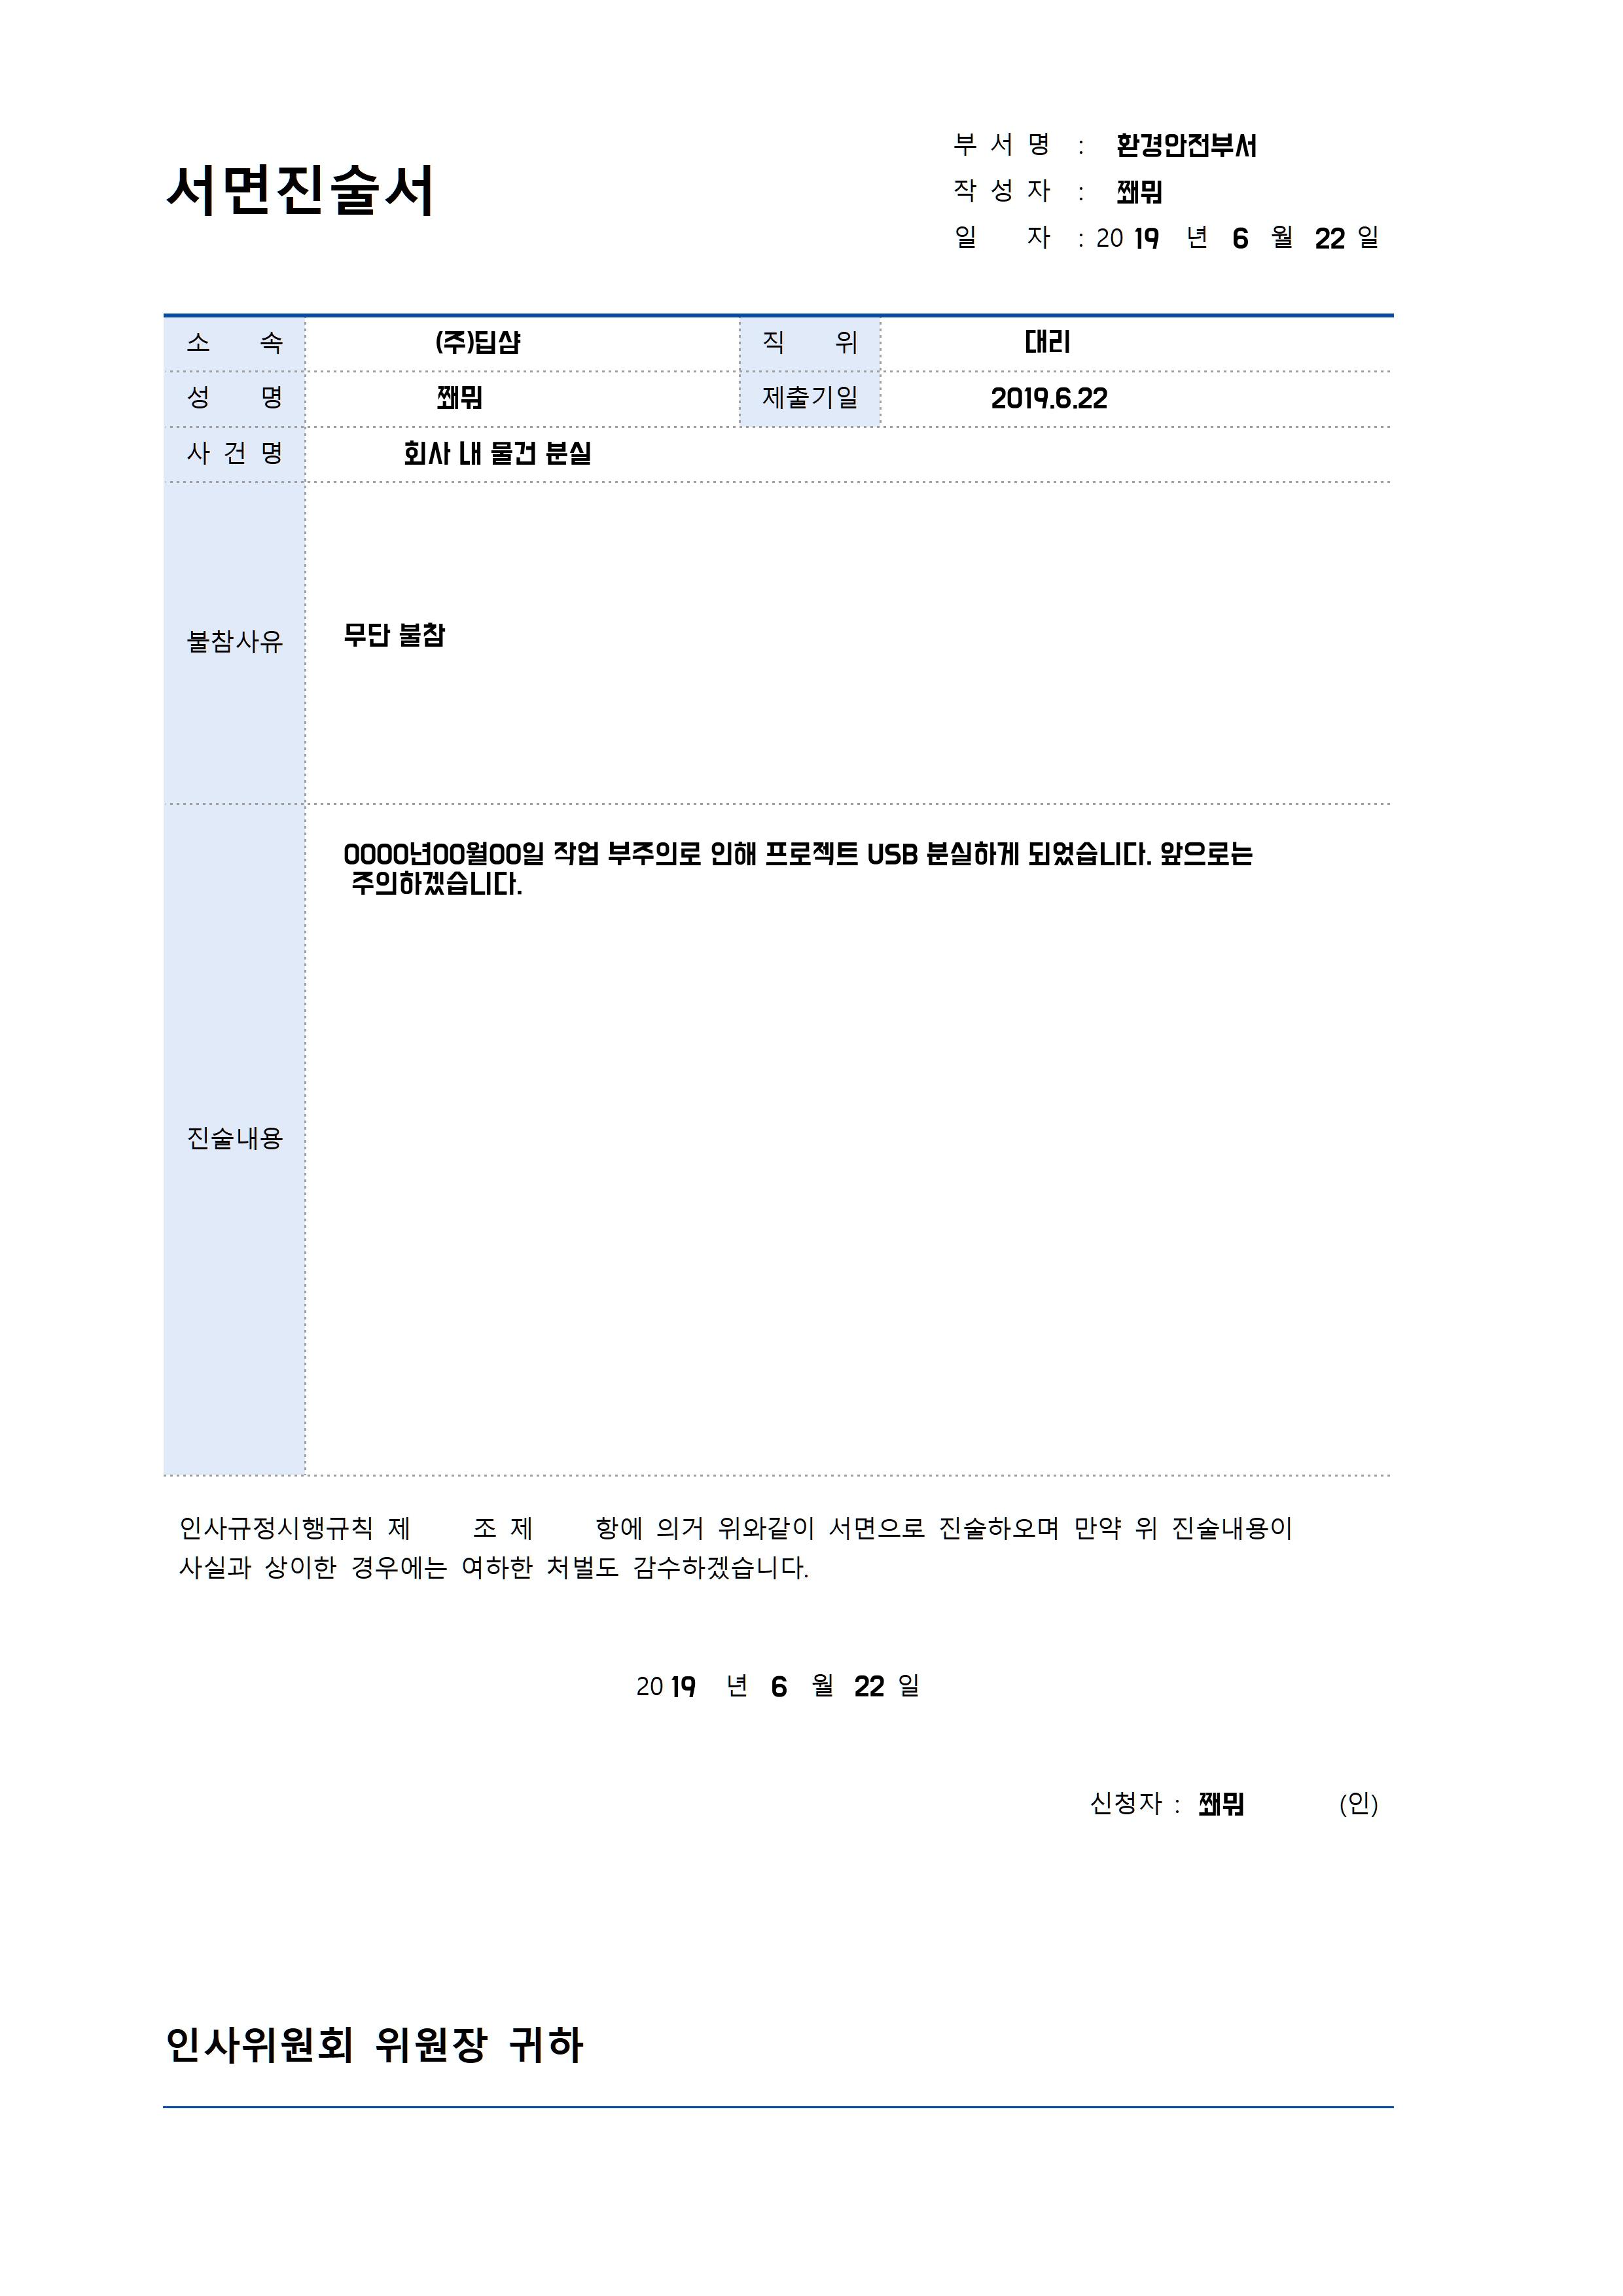 서면진술서
부 서 명 : 환경안전부서
작 성 자 : 쨰뮈
일 자 : 20 19 년 6 월 22 일
소 속 (주)딥샵 직 위 대리
성 명 쨰뮈 제출기일 2019.6.22
사 건 명 회사 내 물건 분실
불참사유 무단 불참
진술내용
0000년00월00일 작업 부주의로 인해 프로젝트 USB 분실하게 되었습니다. 앞으로는
주의하겠습니다.
인사규정시행규칙 제 조 제 항에 의거 위와같이 서면으로 진술하오며 만약 위 진술내용이
사실과 상이한 경우에는 여하한 처벌도 감수하겠습니다.
20 19 년 6 월 22 일
신청자 : 쨰뮈 (인)
인사위원회 위원장 귀하